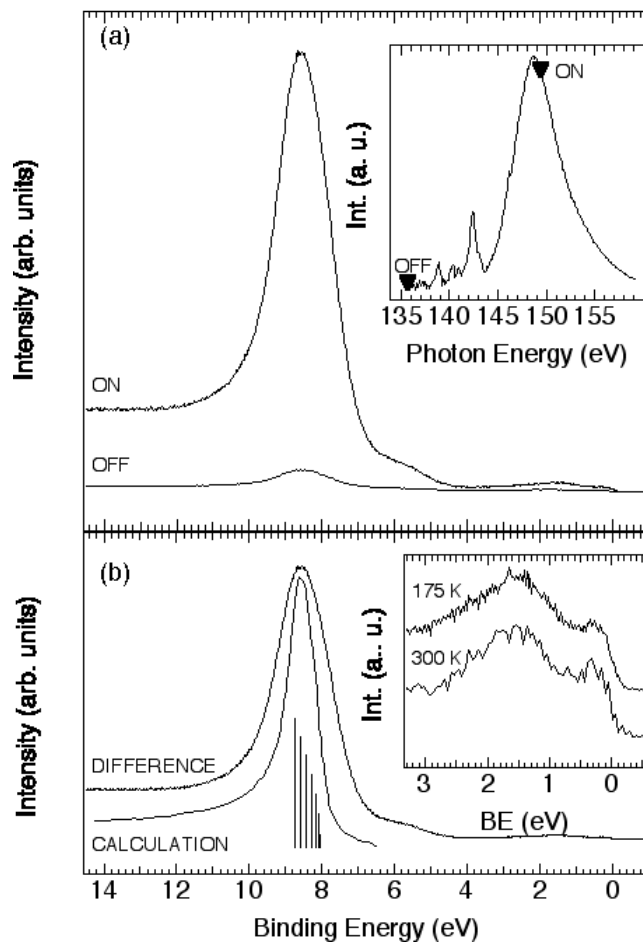 (a)
Intensity (arb. units)
ON
OFF
Int. (a. u.)
ON
OFF
135 140 145 150 155
Photon Energy (eV)
(b)
Intensity (arb. units)
DIFFERENCE
CALCULATION
Int. (a.. u.)
175 K
300 K
3 2 1 0
BE (eV)
14 12 10 8 6 4 2 0
Binding Energy (eV)